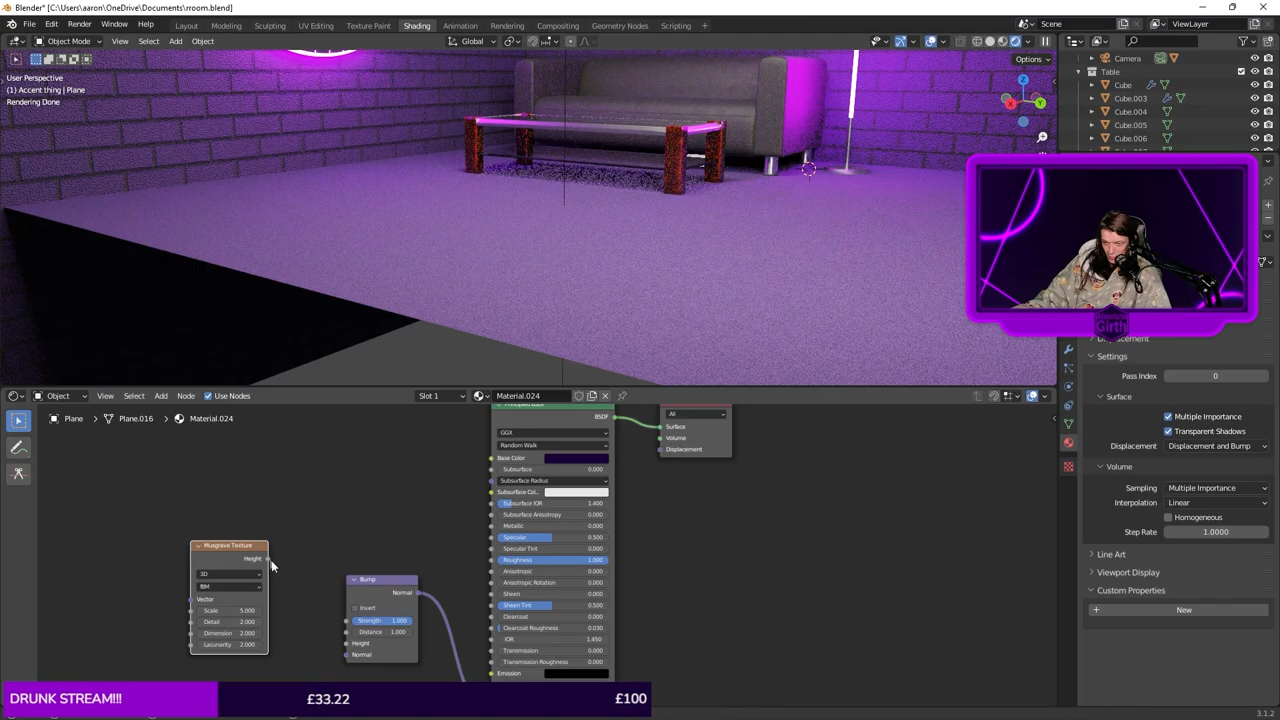 Blender* [C:\Users\aaron\OneDrive\Documents\rroom.blend]
File Edit Render Window Help Layout Modeling Sculpting UV Editing Texture Paint Shading Animation Rendering Compositing Geometry Nodes Scripting + Scene ViewLayer
Object Mode View Select Add Object Global
Options
User Perspective
(1) Accent thing | Plane
Rendering Done
X Y Z
Camera
Table
Cube
Cube.003
Cube.004
Cube.005
Cube.006
Girth
Displacement
Settings
Pass Index 0
Surface
Multiple Importance
Transparent Shadows
Displacement Displacement and Bump
Volume
Sampling Multiple Importance
Interpolation Linear
Homogeneous
Step Rate 1.0000
Line Art
Viewport Display
Custom Properties
New
Object View Select Add Node Use Nodes Slot 1 Material.024
Plane > Plane.016 > Material.024
Musgrave Texture
Height
3D
fBM
Vector
Scale 5.000
Detail 2.000
Dimension 2.000
Lacunarity 2.000
Bump
Normal
Invert
Strength 1.000
Distance 1.000
Height
Normal
BSDF
GGX
Random Walk
Base Color
Subsurface 0.000
Subsurface Radius
Subsurface Col...
Subsurface IOR 1.400
Subsurface Anisotropy 0.000
Metallic 0.000
Specular 0.500
Specular Tint 0.000
Roughness 1.000
Anisotropic 0.000
Anisotropic Rotation 0.000
Sheen 0.000
Sheen Tint 0.500
Clearcoat 0.000
Clearcoat Roughness 0.030
IOR 1.450
Transmission 0.000
Transmission Roughness 0.000
Emission
All
Surface
Volume
Displacement
DRUNK STREAM!!! £33.22 £100
3.1.2